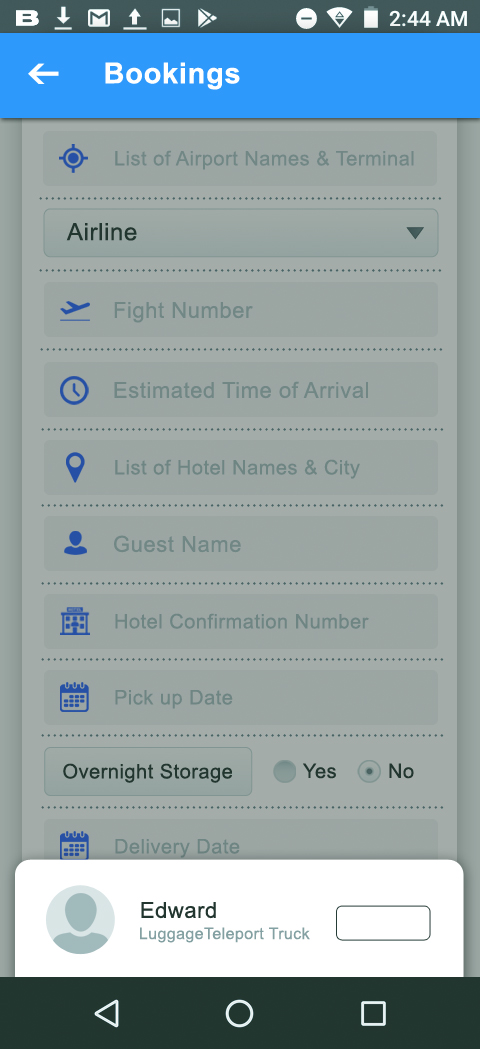 2:44 AM
Bookings
List of Airport Names & Terminal
Airline
Fight Number
Estimated Time of Arrival
List of Hotel Names & City
Guest Name
Hotel Confirmation Number
Pick up Date
Overnight Storage Yes No
Delivery Date
Edward
LuggageTeleport Truck